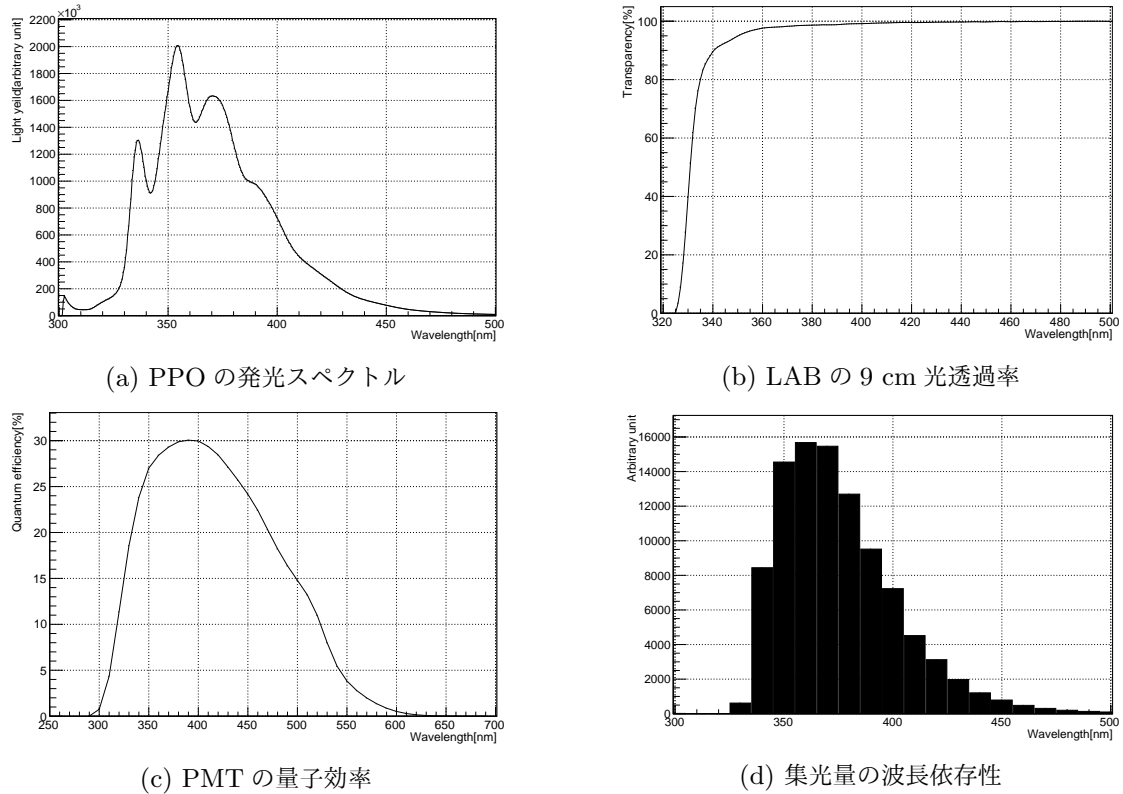 ×10³
Light yeild[arbitrary unit]
2200
2000
1800
1600
1400
1200
1000
800
600
400
200
0
300 350 400 450 500
Wavelength[nm]
(a) PPO の発光スペクトル
Transparency[%]
100
80
60
40
20
0
320 340 360 380 400 420 440 460 480 500
Wavelength[nm]
(b) LAB の 9 cm 光透過率
Quantum efficiency[%]
30
25
20
15
10
5
0
250 300 350 400 450 500 550 600 650 700
Wavelength[nm]
(c) PMT の量子効率
Arbitrary unit
16000
14000
12000
10000
8000
6000
4000
2000
0
300 350 400 450 500
Wavelength[nm]
(d) 集光量の波長依存性